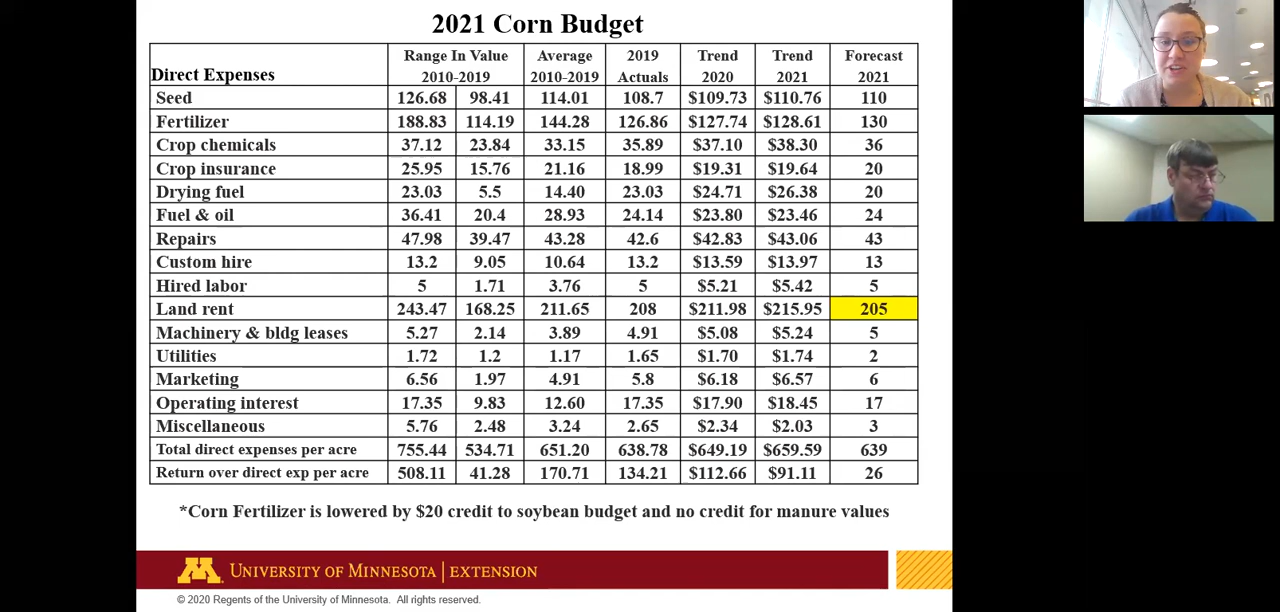 2021 Corn Budget
Direct Expenses Range In Value 2010-2019 Average 2010-2019 2019 Actuals Trend 2020 Trend 2021 Forecast 2021
Seed 126.68 98.41 114.01 108.7 $109.73 $110.76 110
Fertilizer 188.83 114.19 144.28 126.86 $127.74 $128.61 130
Crop chemicals 37.12 23.84 33.15 35.89 $37.10 $38.30 36
Crop insurance 25.95 15.76 21.16 18.99 $19.31 $19.64 20
Drying fuel 23.03 5.5 14.40 23.03 $24.71 $26.38 20
Fuel & oil 36.41 20.4 28.93 24.14 $23.80 $23.46 24
Repairs 47.98 39.47 43.28 42.6 $42.83 $43.06 43
Custom hire 13.2 9.05 10.64 13.2 $13.59 $13.97 13
Hired labor 5 1.71 3.76 5 $5.21 $5.42 5
Land rent 243.47 168.25 211.65 208 $211.98 $215.95 205
Machinery & bldg leases 5.27 2.14 3.89 4.91 $5.08 $5.24 5
Utilities 1.72 1.2 1.17 1.65 $1.70 $1.74 2
Marketing 6.56 1.97 4.91 5.8 $6.18 $6.57 6
Operating interest 17.35 9.83 12.60 17.35 $17.90 $18.45 17
Miscellaneous 5.76 2.48 3.24 2.65 $2.34 $2.03 3
Total direct expenses per acre 755.44 534.71 651.20 638.78 $649.19 $659.59 639
Return over direct exp per acre 508.11 41.28 170.71 134.21 $112.66 $91.11 26
*Corn Fertilizer is lowered by $20 credit to soybean budget and no credit for manure values
M UNIVERSITY OF MINNESOTA | EXTENSION
© 2020 Regents of the University of Minnesota. All rights reserved.